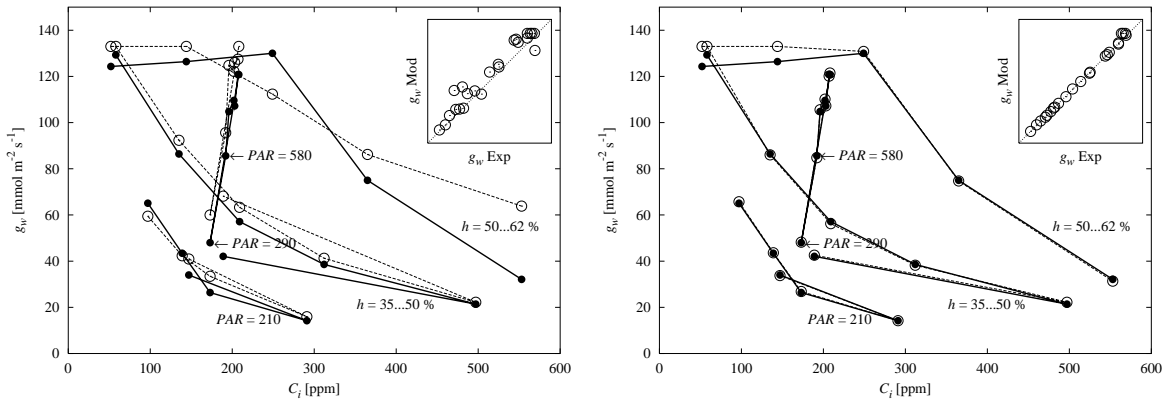 140
120
100
80
60
40
20
0
0 100 200 300 400 500 600
g_w [mmol m⁻² s⁻¹]
C_i [ppm]
g_w Mod
g_w Exp
← PAR = 580
← PAR = 290
PAR = 210
h = 50...62 %
h = 35...50 %
140
120
100
80
60
40
20
0
0 100 200 300 400 500 600
g_w [mmol m⁻² s⁻¹]
C_i [ppm]
g_w Mod
g_w Exp
← PAR = 580
← PAR = 290
PAR = 210
h = 50...62 %
h = 35...50 %